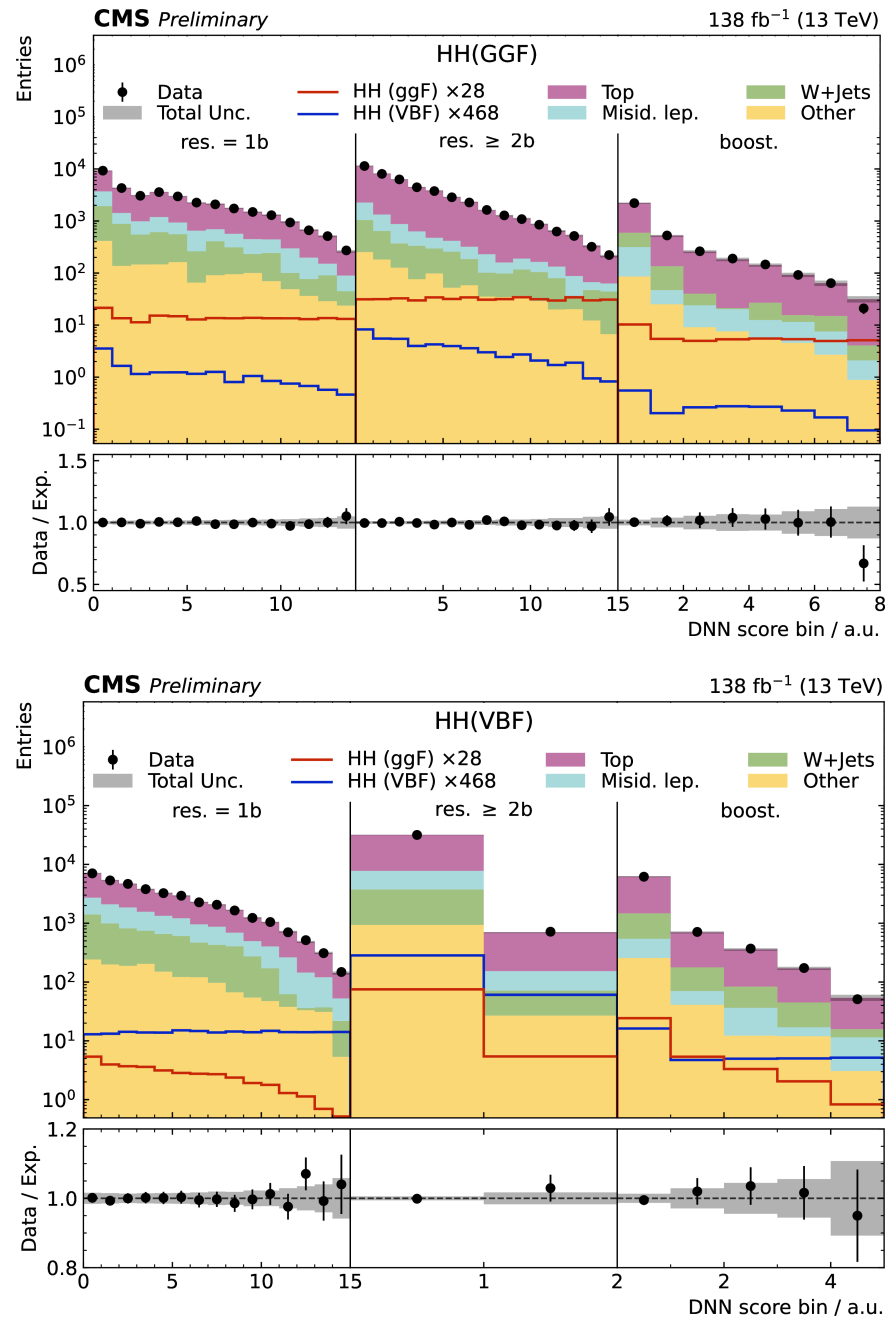 CMS Preliminary 138 fb⁻¹ (13 TeV)
Entries
HH(GGF)
Data HH (ggF) ×28 Top W+Jets
Total Unc. HH (VBF) ×468 Misid. lep. Other
res. = 1b res. ≥ 2b boost.
10⁶
10⁵
10⁴
10³
10²
10¹
10⁰
10⁻¹
Data / Exp.
1.5
1.0
0.5
0 5 10 5 10 15 2 4 6 8
DNN score bin / a.u.
CMS Preliminary 138 fb⁻¹ (13 TeV)
Entries
HH(VBF)
Data HH (ggF) ×28 Top W+Jets
Total Unc. HH (VBF) ×468 Misid. lep. Other
res. = 1b res. ≥ 2b boost.
10⁶
10⁵
10⁴
10³
10²
10¹
10⁰
Data / Exp.
1.2
1.0
0.8
0 5 10 15 1 2 2 4
DNN score bin / a.u.